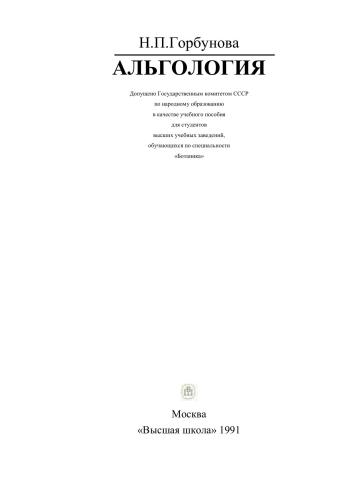 Н.П.Горбунова
АЛЬГОЛОГИЯ
Допущено Государственным комитетом СССР
по народному образованию
в качестве учебного пособия
для студентов
высших учебных заведений,
обучающихся по специальности
«Ботаника»
Москва
«Высшая школа» 1991